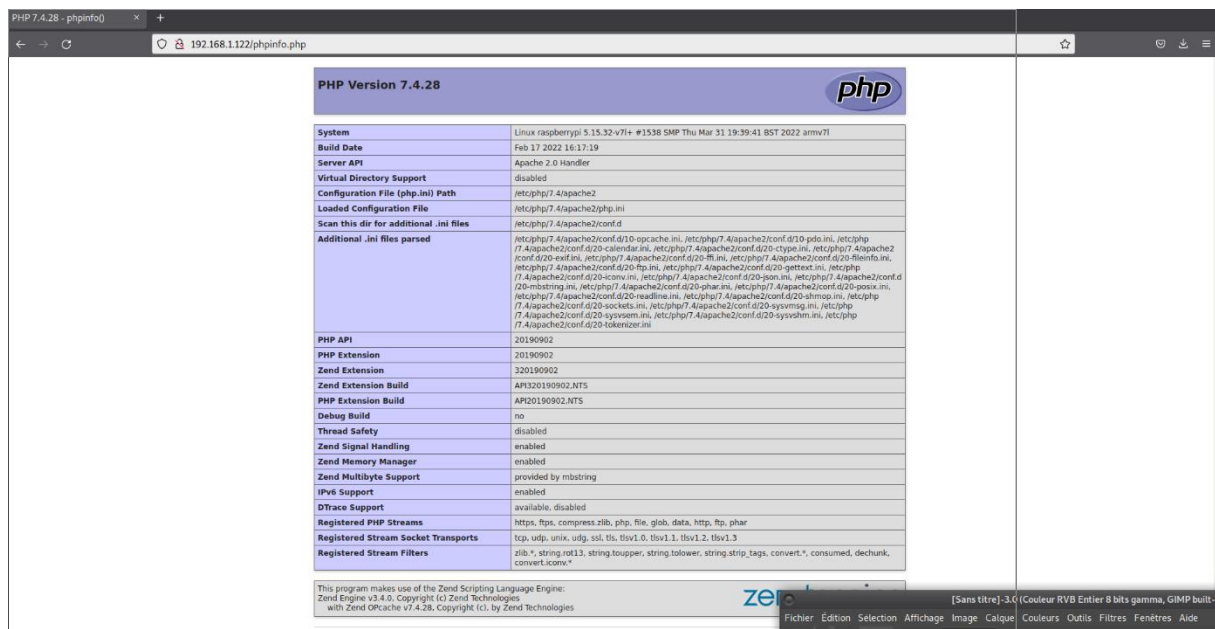 PHP 7.4.28 - phpinfo()
192.168.1.122/phpinfo.php
PHP Version 7.4.28
php
System Linux raspberrypi 5.15.32-v7l+ #1538 SMP Thu Mar 31 19:39:41 BST 2022 armv7l
Build Date Feb 17 2022 16:17:19
Server API Apache 2.0 Handler
Virtual Directory Support disabled
Configuration File (php.ini) Path /etc/php/7.4/apache2
Loaded Configuration File /etc/php/7.4/apache2/php.ini
Scan this dir for additional .ini files /etc/php/7.4/apache2/conf.d
Additional .ini files parsed /etc/php/7.4/apache2/conf.d/10-opcache.ini, /etc/php/7.4/apache2/conf.d/10-pdo.ini, /etc/php
/7.4/apache2/conf.d/20-calendar.ini, /etc/php/7.4/apache2/conf.d/20-ctype.ini, /etc/php/7.4/apache2
/conf.d/20-exif.ini, /etc/php/7.4/apache2/conf.d/20-ffi.ini, /etc/php/7.4/apache2/conf.d/20-fileinfo.ini,
/etc/php/7.4/apache2/conf.d/20-ftp.ini, /etc/php/7.4/apache2/conf.d/20-gettext.ini, /etc/php
/7.4/apache2/conf.d/20-iconv.ini, /etc/php/7.4/apache2/conf.d/20-json.ini, /etc/php/7.4/apache2/conf.d
/20-mbstring.ini, /etc/php/7.4/apache2/conf.d/20-phar.ini, /etc/php/7.4/apache2/conf.d/20-posix.ini,
/etc/php/7.4/apache2/conf.d/20-readline.ini, /etc/php/7.4/apache2/conf.d/20-shmop.ini, /etc/php
/7.4/apache2/conf.d/20-sockets.ini, /etc/php/7.4/apache2/conf.d/20-sysvmsg.ini, /etc/php
/7.4/apache2/conf.d/20-sysvsem.ini, /etc/php/7.4/apache2/conf.d/20-sysvshm.ini, /etc/php
/7.4/apache2/conf.d/20-tokenizer.ini
PHP API 20190902
PHP Extension 20190902
Zend Extension 320190902
Zend Extension Build API320190902,NTS
PHP Extension Build API20190902,NTS
Debug Build no
Thread Safety disabled
Zend Signal Handling enabled
Zend Memory Manager enabled
Zend Multibyte Support provided by mbstring
IPv6 Support enabled
DTrace Support available, disabled
Registered PHP Streams https, ftps, compress.zlib, php, file, glob, data, http, ftp, phar
Registered Stream Socket Transports tcp, udp, unix, udg, ssl, tls, tlsv1.0, tlsv1.1, tlsv1.2, tlsv1.3
Registered Stream Filters zlib.*, string.rot13, string.toupper, string.tolower, string.strip_tags, convert.*, consumed, dechunk,
convert.iconv.*
This program makes use of the Zend Scripting Language Engine:
Zend Engine v3.4.0, Copyright (c) Zend Technologies
with Zend OPcache v7.4.28, Copyright (c), by Zend Technologies
[Sans titre]-3.0 (Couleur RVB Entier 8 bits gamma, GIMP built-
Fichier Édition Sélection Affichage Image Calque Couleurs Outils Filtres Fenêtres Aide